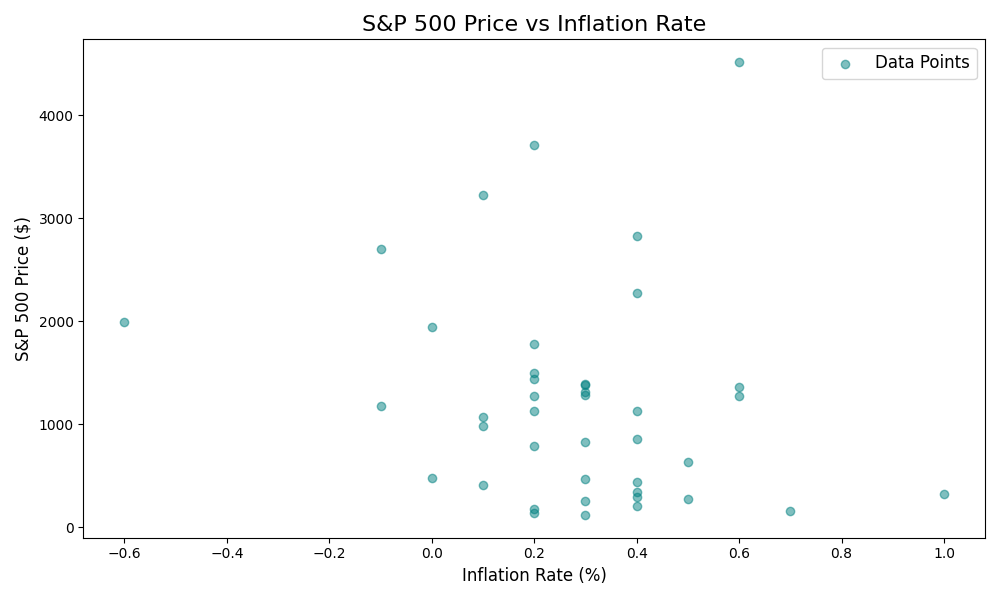 S&P 500 Price vs Inflation Rate
Data Points
S&P 500 Price ($)
4000
3000
2000
1000
0
−0.6 −0.4 −0.2 0.0 0.2 0.4 0.6 0.8 1.0
Inflation Rate (%)